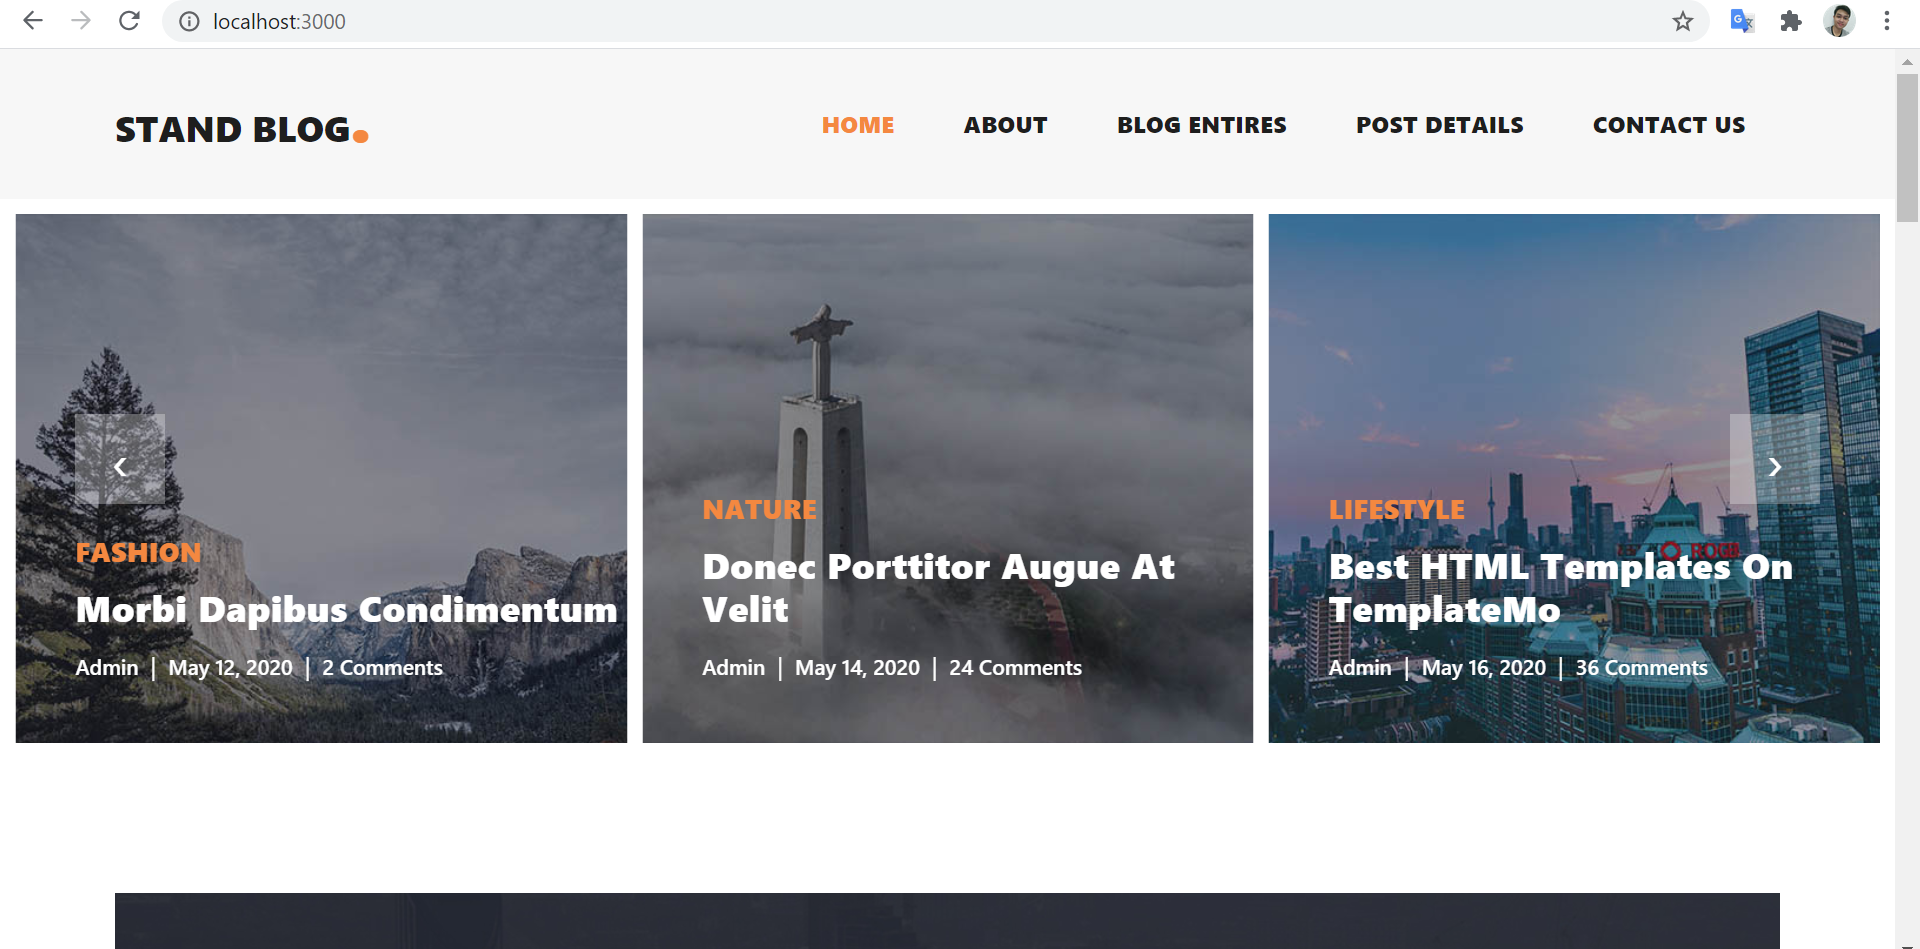 localhost:3000
STAND BLOG.
HOME
ABOUT
BLOG ENTIRES
POST DETAILS
CONTACT US
FASHION
Morbi Dapibus Condimentum
Admin | May 12, 2020 | 2 Comments
NATURE
Donec Porttitor Augue At
Velit
Admin | May 14, 2020 | 24 Comments
LIFESTYLE
Best HTML Templates On
TemplateMo
Admin | May 16, 2020 | 36 Comments